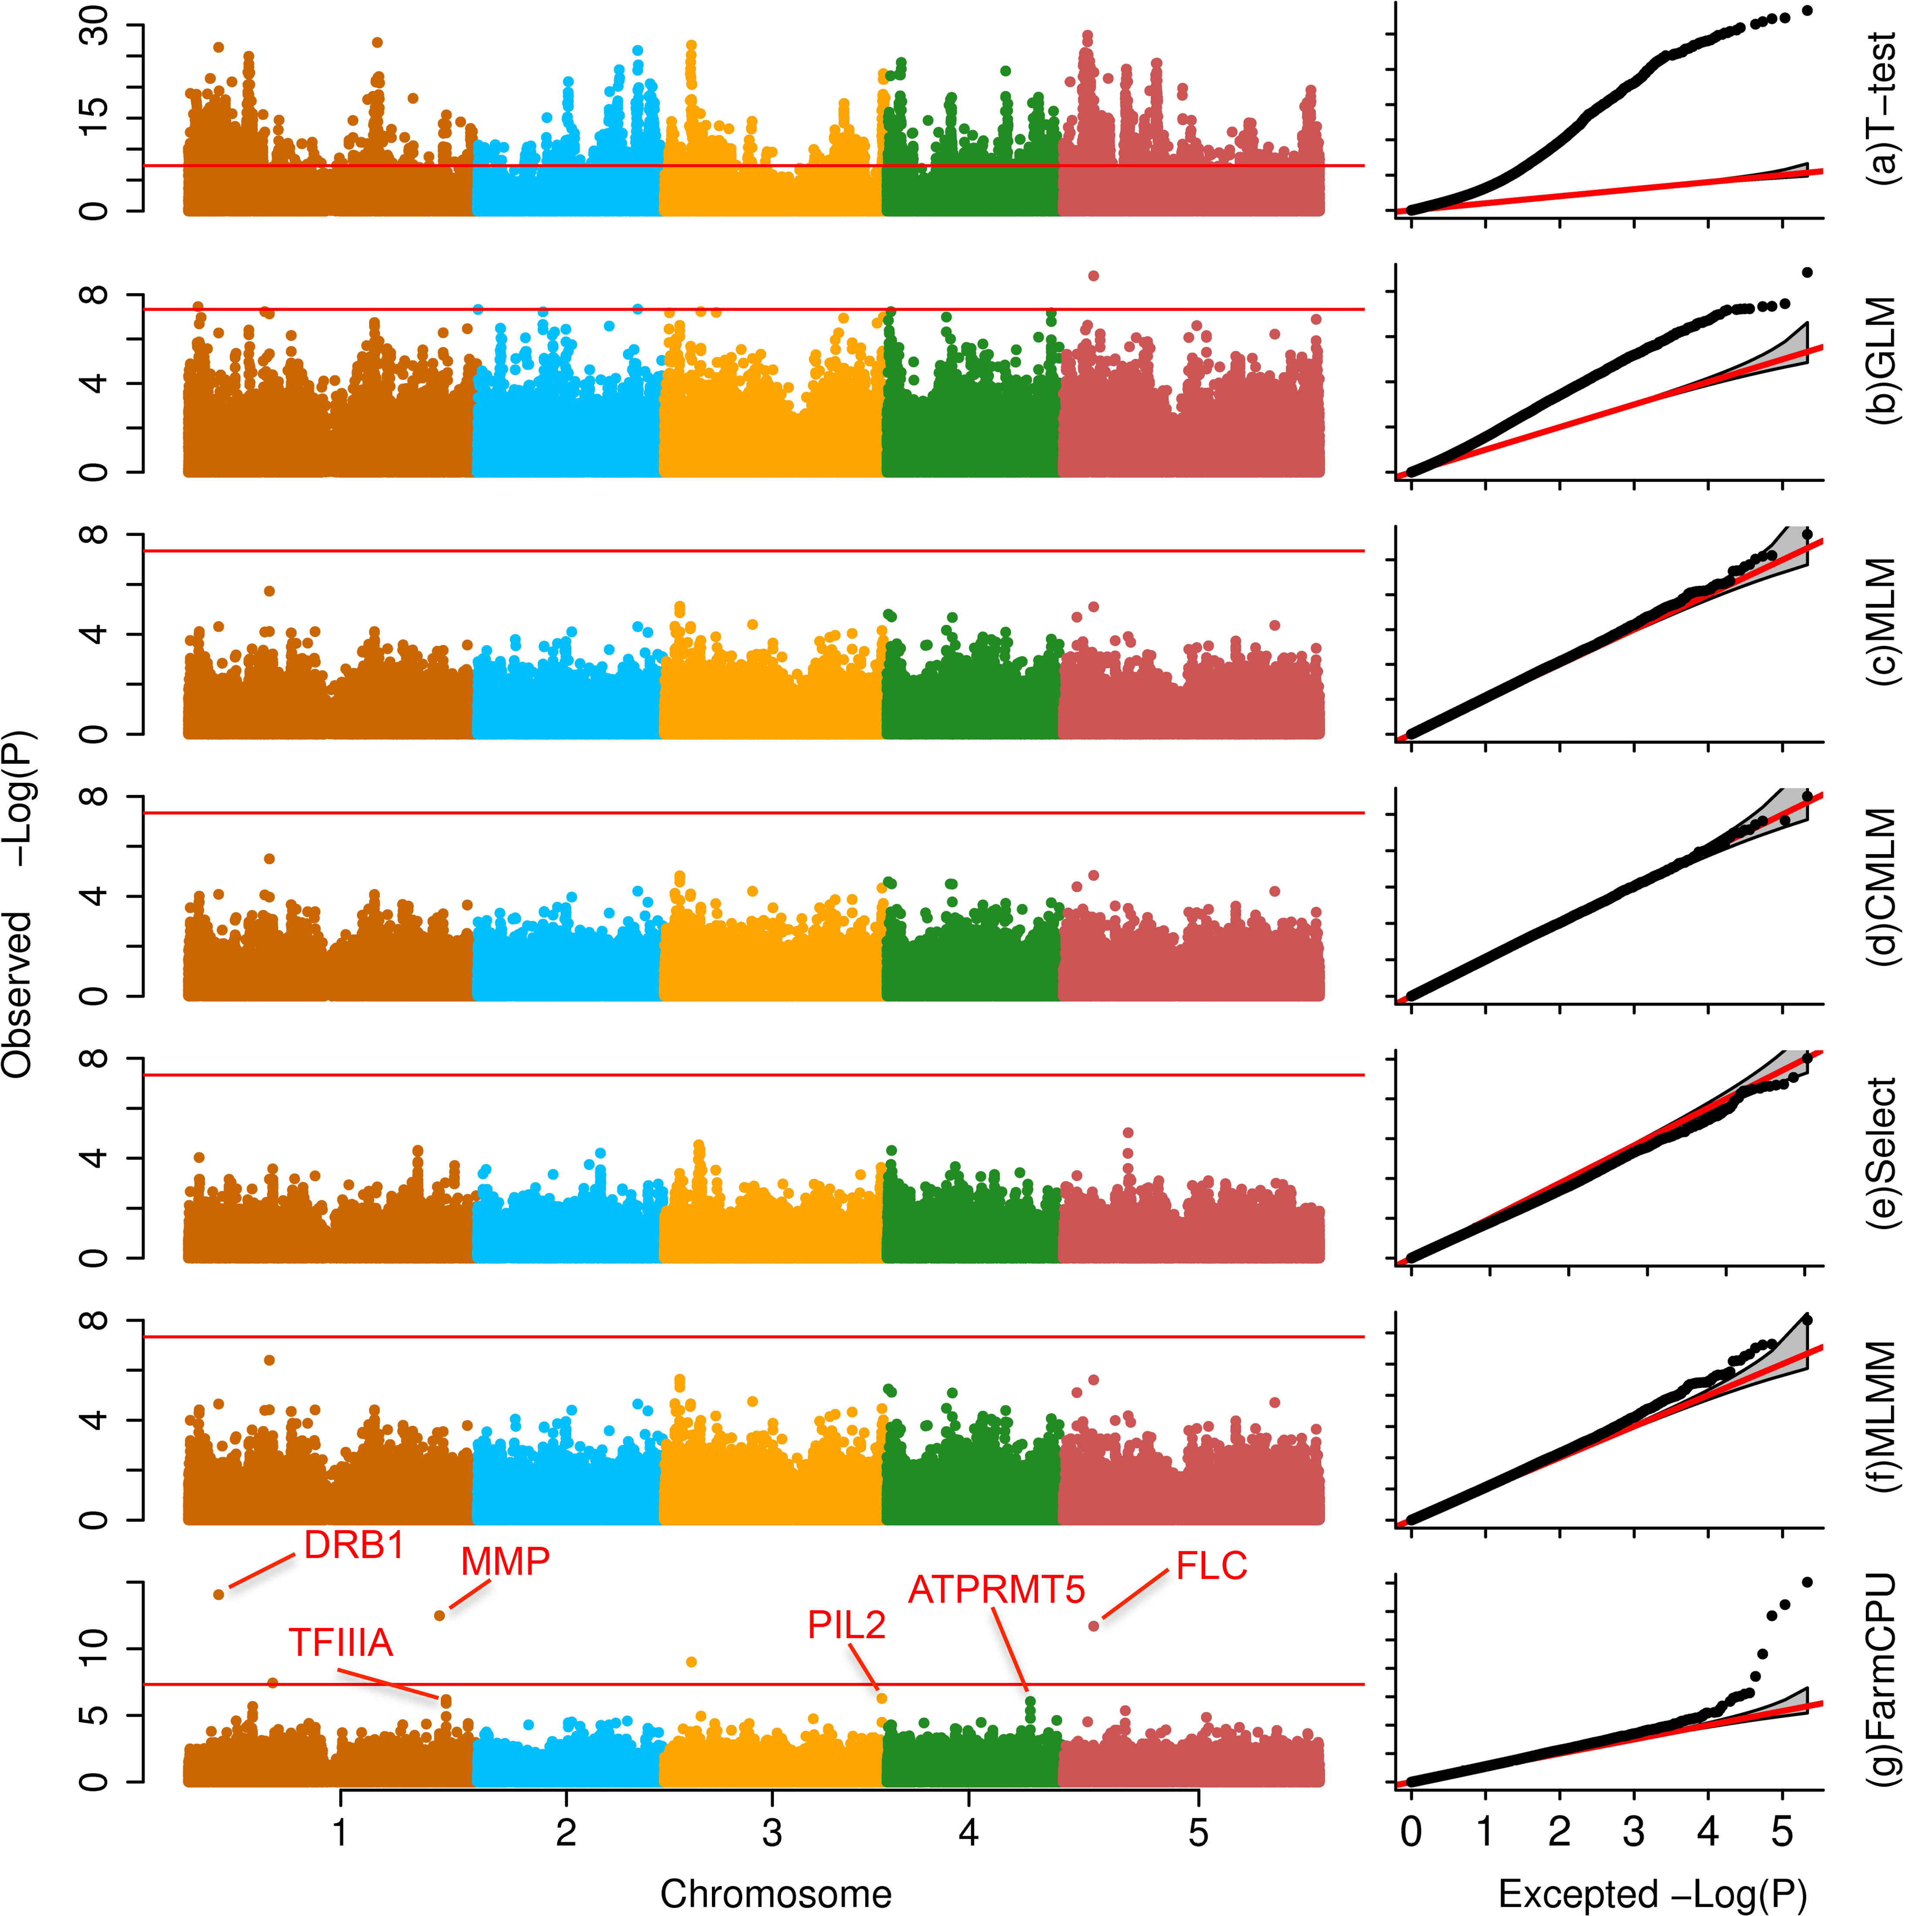 Observed −Log(P)
30
15
0
(a)T−test
8
4
0
(b)GLM
8
4
0
(c)MLM
8
4
0
(d)CMLM
8
4
0
(e)Select
8
4
0
(f)MLMM
DRB1
MMP
TFIIIA
PIL2
ATPRMT5
FLC
10
5
0
(g)FarmCPU
1 2 3 4 5
0 1 2 3 4 5
Chromosome
Excepted −Log(P)